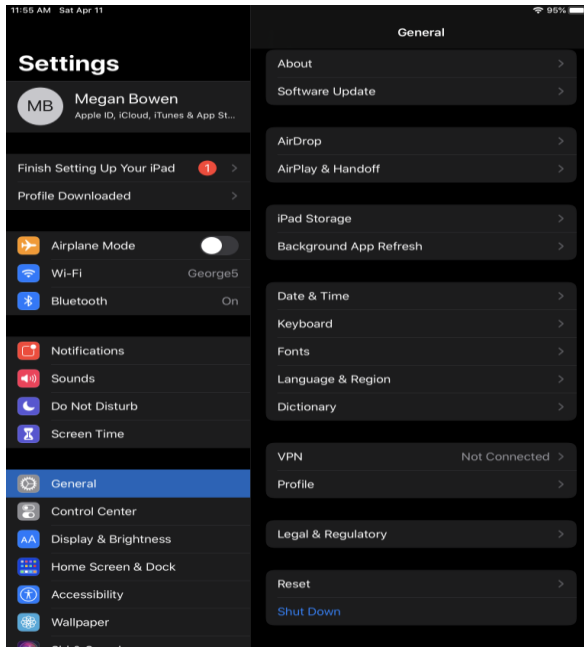 11:55 AM Sat Apr 11
95%
Settings
MB
Megan Bowen
Apple ID, iCloud, iTunes & App St...
Finish Setting Up Your iPad 1
Profile Downloaded
Airplane Mode
Wi-Fi George5
Bluetooth On
Notifications
Sounds
Do Not Disturb
Screen Time
General
Control Center
AA Display & Brightness
Home Screen & Dock
Accessibility
Wallpaper
General
About
Software Update
AirDrop
AirPlay & Handoff
iPad Storage
Background App Refresh
Date & Time
Keyboard
Fonts
Language & Region
Dictionary
VPN Not Connected
Profile
Legal & Regulatory
Reset
Shut Down